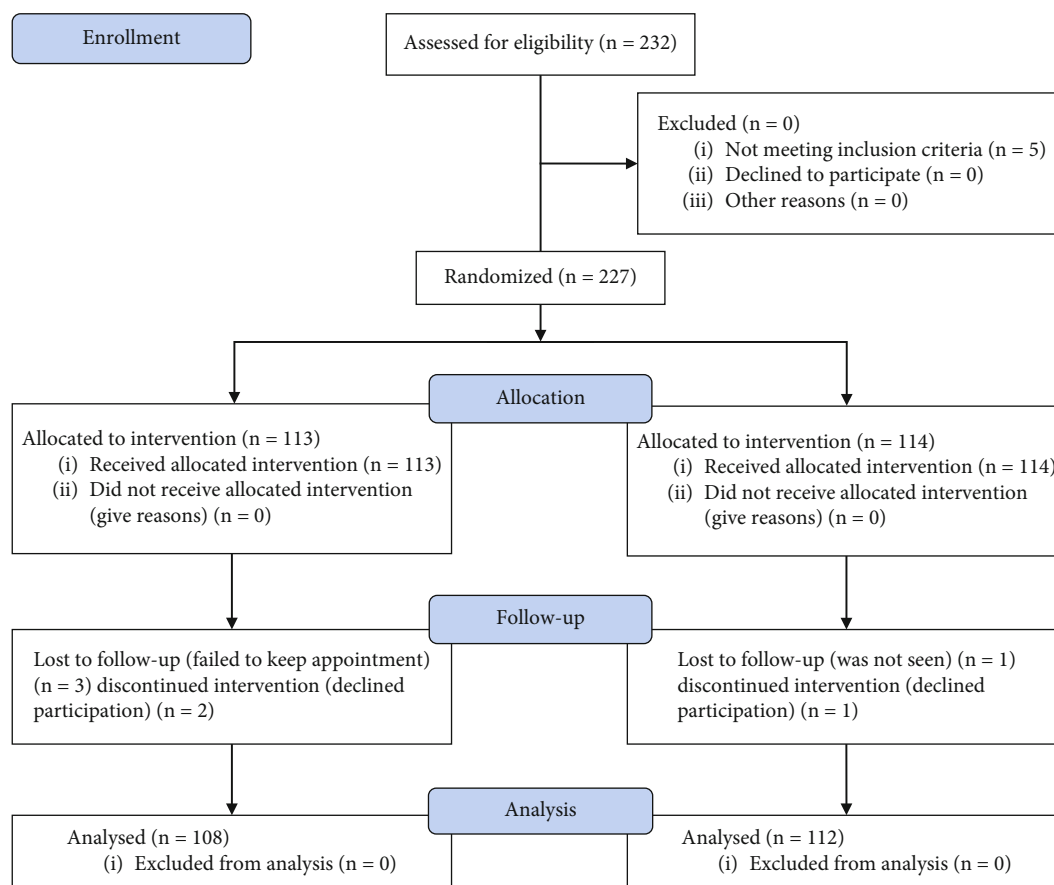 Enrollment
Assessed for eligibility (n = 232)
Excluded (n = 0)
(i) Not meeting inclusion criteria (n = 5)
(ii) Declined to participate (n = 0)
(iii) Other reasons (n = 0)
Randomized (n = 227)
Allocation
Allocated to intervention (n = 113)
(i) Received allocated intervention (n = 113)
(ii) Did not receive allocated intervention
(give reasons) (n = 0)
Allocated to intervention (n = 114)
(i) Received allocated intervention (n = 114)
(ii) Did not receive allocated intervention
(give reasons) (n = 0)
Follow-up
Lost to follow-up (failed to keep appointment)
(n = 3) discontinued intervention (declined
participation) (n = 2)
Lost to follow-up (was not seen) (n = 1)
discontinued intervention (declined
participation) (n = 1)
Analysis
Analysed (n = 108)
(i) Excluded from analysis (n = 0)
Analysed (n = 112)
(i) Excluded from analysis (n = 0)